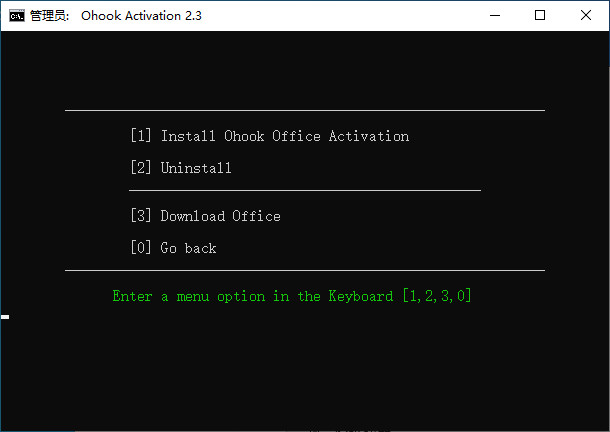 管理员: Ohook Activation 2.3
[1] Install Ohook Office Activation
[2] Uninstall
[3] Download Office
[0] Go back
Enter a menu option in the Keyboard [1,2,3,0]